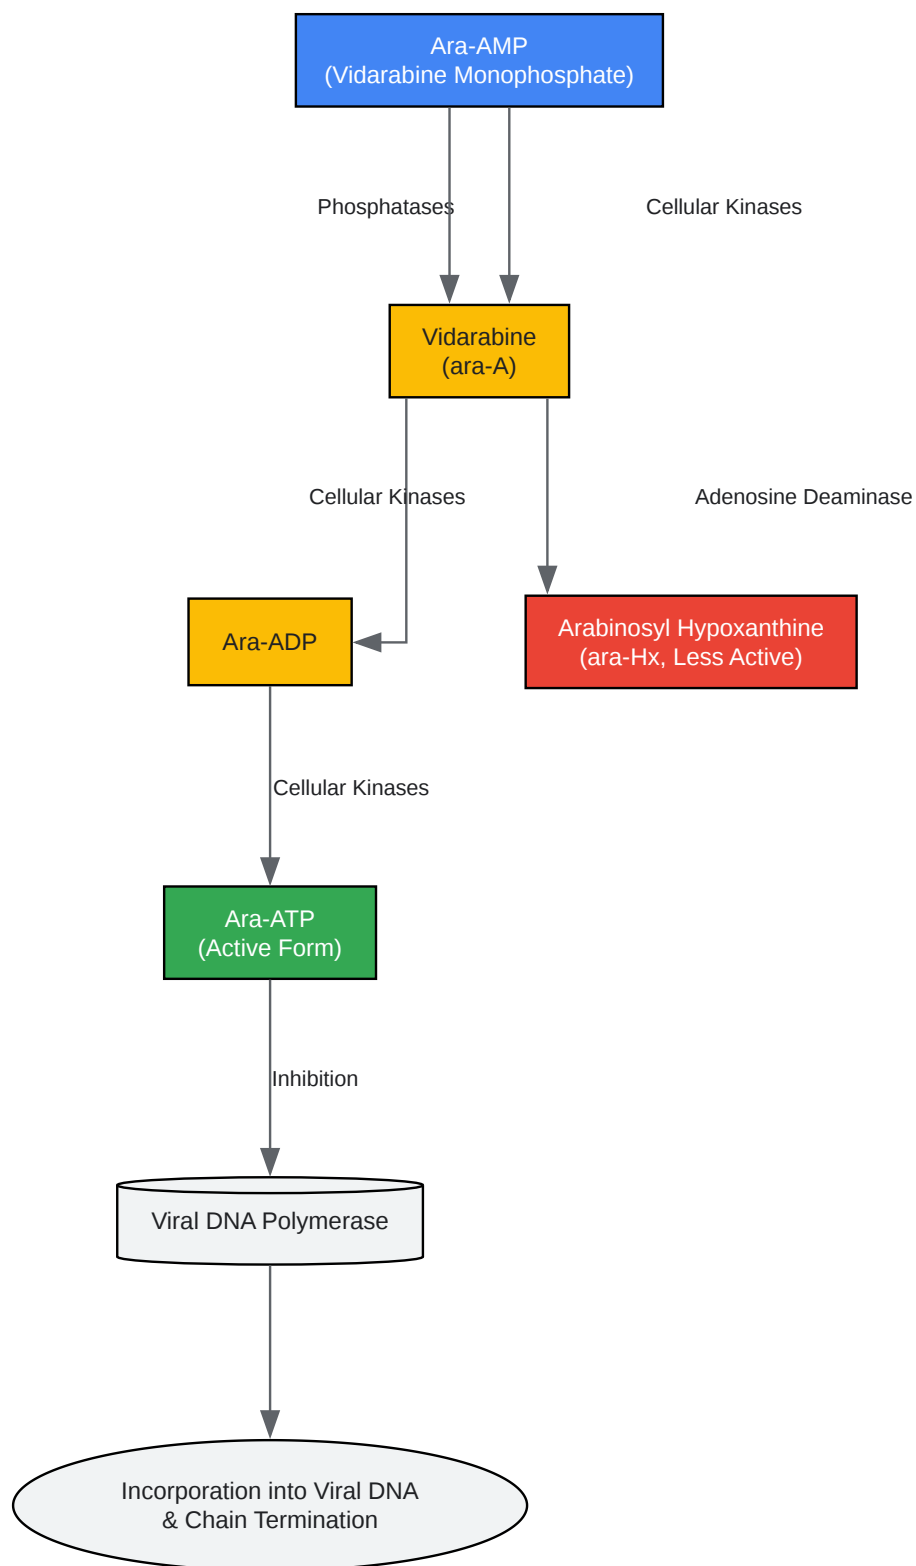 Ara-AMP
(Vidarabine Monophosphate)
Phosphatases
Cellular Kinases
Vidarabine
(ara-A)
Cellular Kinases
Adenosine Deaminase
Ara-ADP
Arabinosyl Hypoxanthine
(ara-Hx, Less Active)
Cellular Kinases
Ara-ATP
(Active Form)
Inhibition
Viral DNA Polymerase
Incorporation into Viral DNA
& Chain Termination